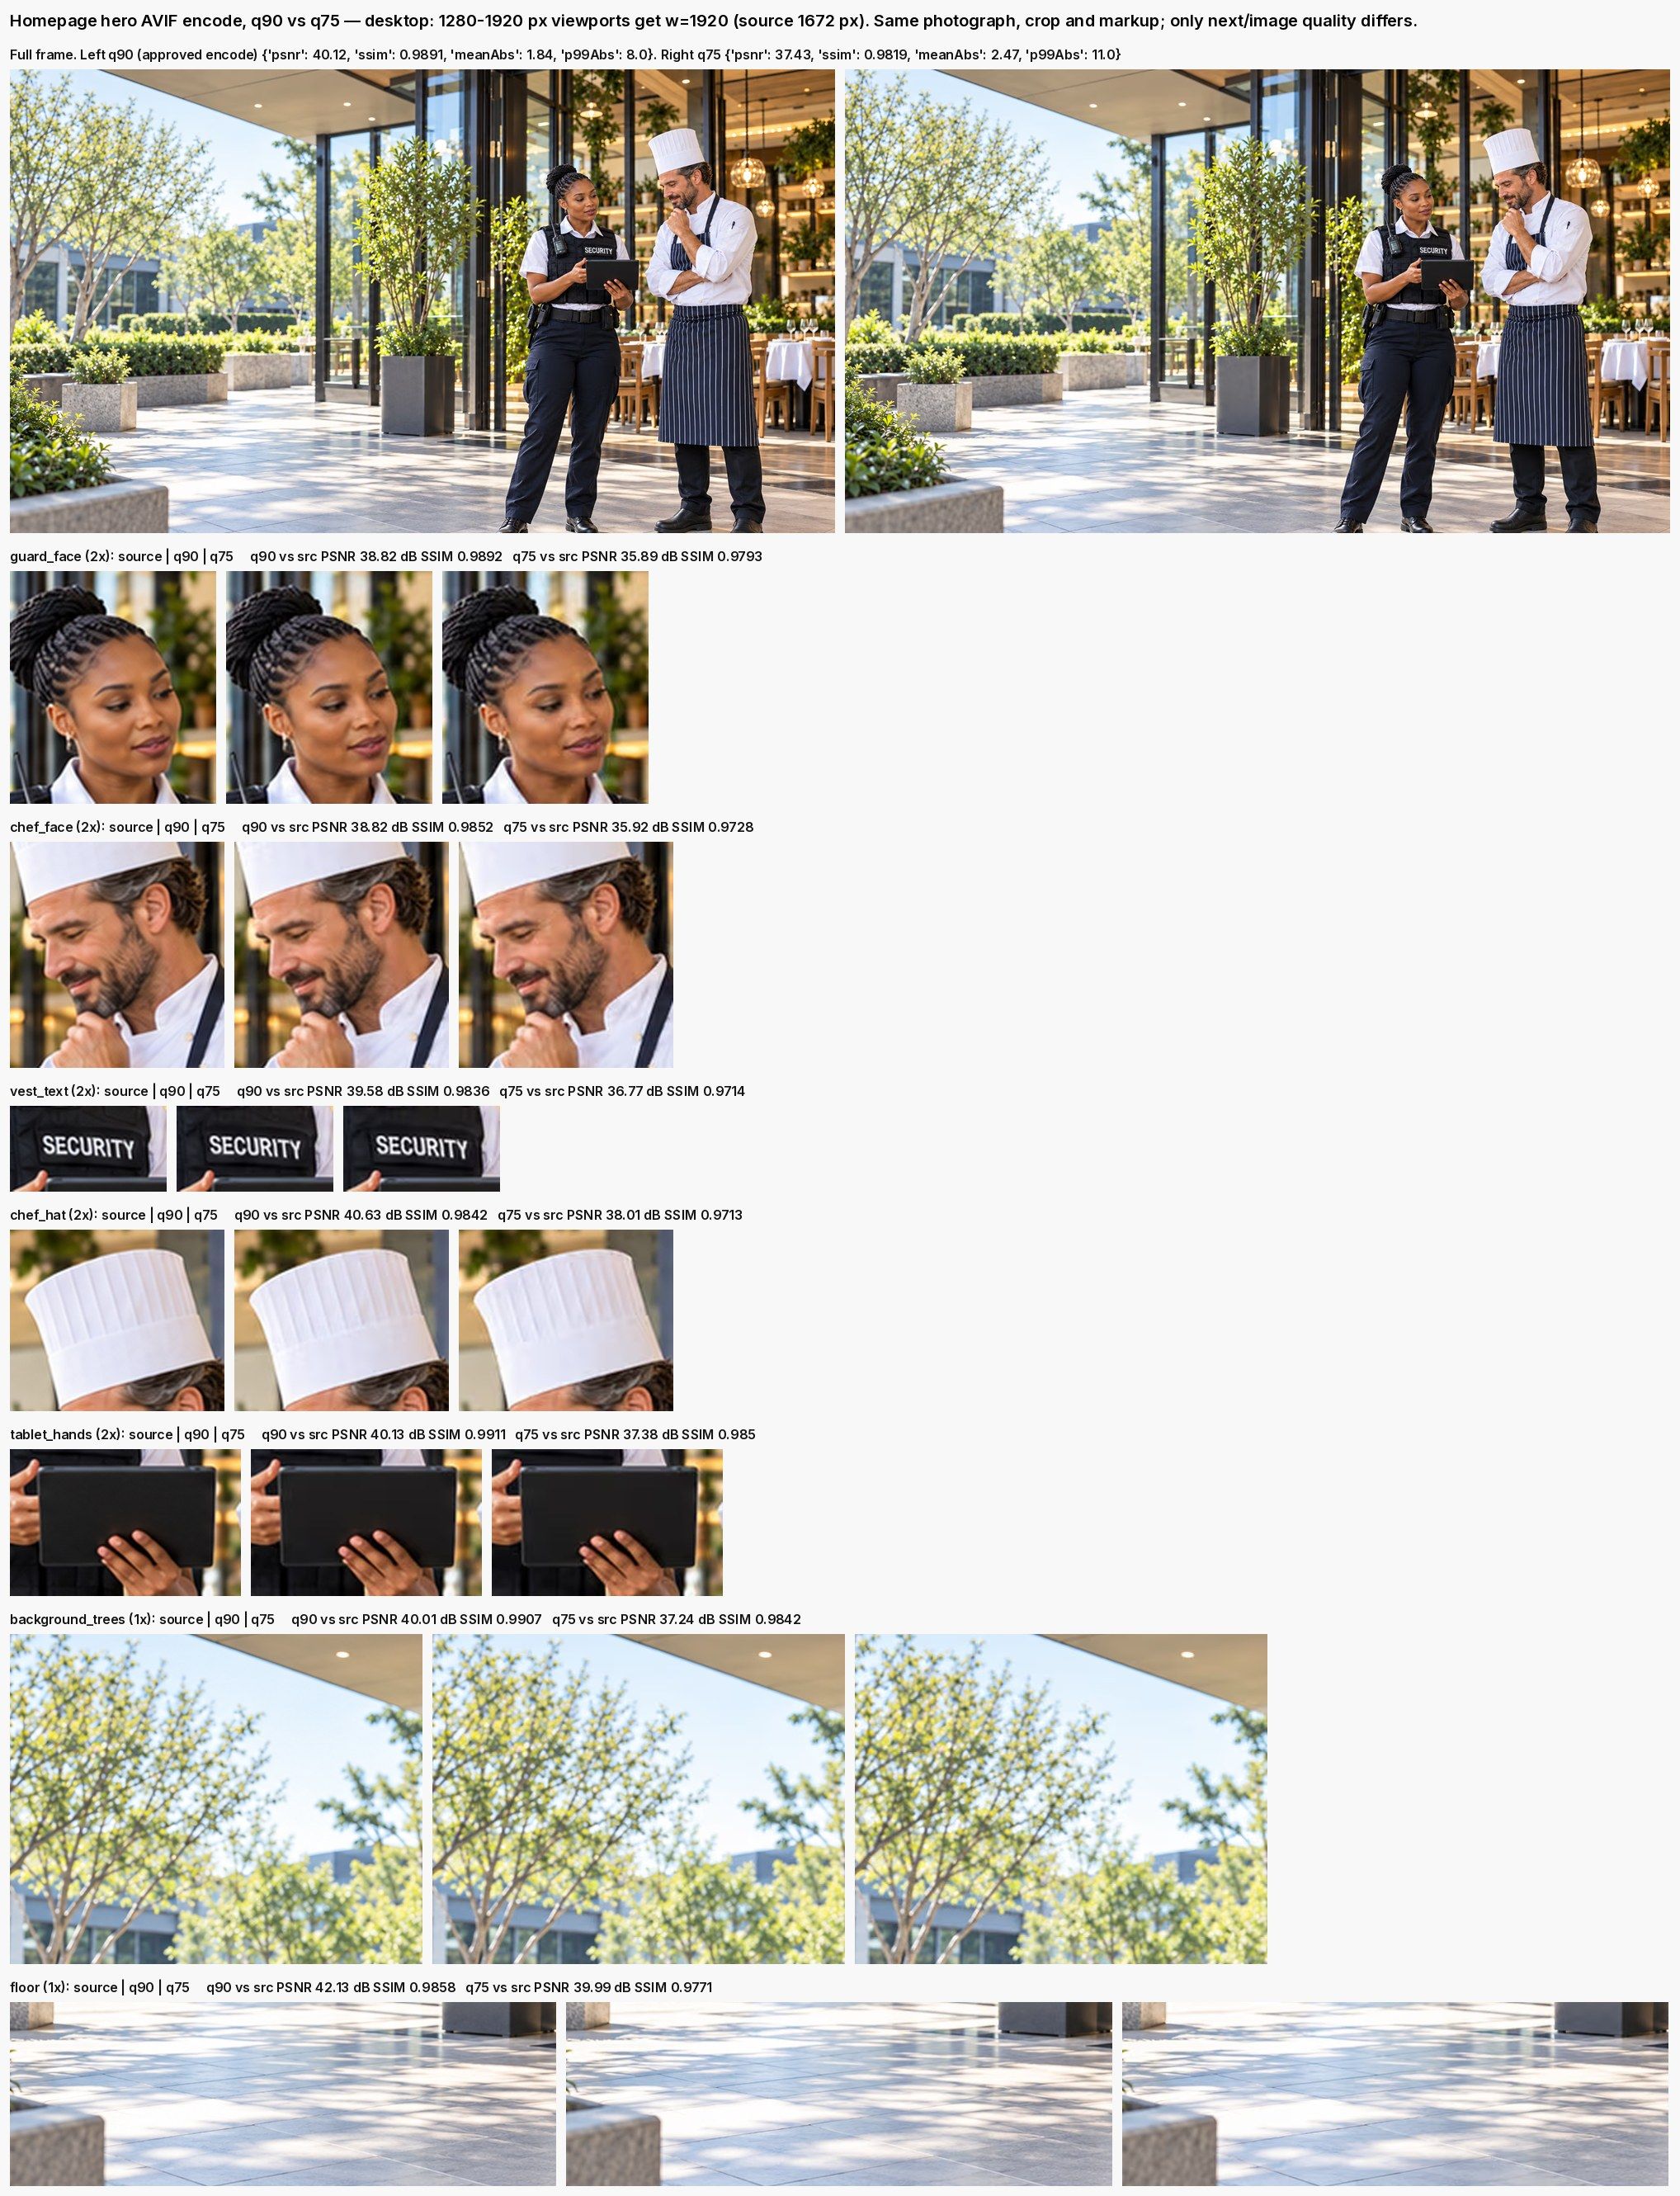 Homepage hero AVIF encode, q90 vs q75 — desktop: 1280-1920 px viewports get w=1920 (source 1672 px). Same photograph, crop and markup; only next/image quality differs.
Full frame. Left q90 (approved encode) {'psnr': 40.12, 'ssim': 0.9891, 'meanAbs': 1.84, 'p99Abs': 8.0}. Right q75 {'psnr': 37.43, 'ssim': 0.9819, 'meanAbs': 2.47, 'p99Abs': 11.0}
SECURITY
SECURITY
guard_face (2x): source | q90 | q75 q90 vs src PSNR 38.82 dB SSIM 0.9892 q75 vs src PSNR 35.89 dB SSIM 0.9793
chef_face (2x): source | q90 | q75 q90 vs src PSNR 38.82 dB SSIM 0.9852 q75 vs src PSNR 35.92 dB SSIM 0.9728
vest_text (2x): source | q90 | q75 q90 vs src PSNR 39.58 dB SSIM 0.9836 q75 vs src PSNR 36.77 dB SSIM 0.9714
SECURITY
SECURITY
SECURITY
chef_hat (2x): source | q90 | q75 q90 vs src PSNR 40.63 dB SSIM 0.9842 q75 vs src PSNR 38.01 dB SSIM 0.9713
tablet_hands (2x): source | q90 | q75 q90 vs src PSNR 40.13 dB SSIM 0.9911 q75 vs src PSNR 37.38 dB SSIM 0.985
background_trees (1x): source | q90 | q75 q90 vs src PSNR 40.01 dB SSIM 0.9907 q75 vs src PSNR 37.24 dB SSIM 0.9842
floor (1x): source | q90 | q75 q90 vs src PSNR 42.13 dB SSIM 0.9858 q75 vs src PSNR 39.99 dB SSIM 0.9771